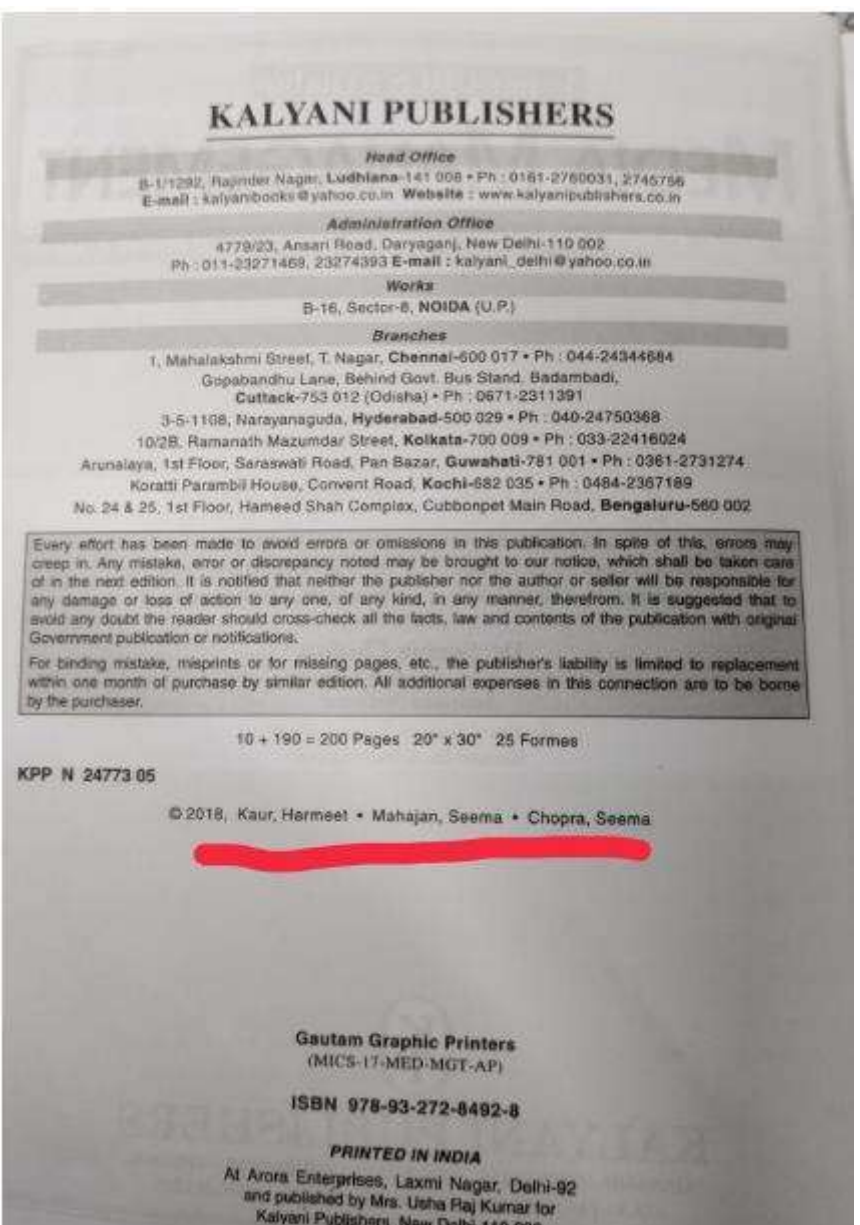 KALYANI PUBLISHERS
Head Office
B-1/1292, Rajinder Nagar, Ludhiana-141 008 • Ph : 0161-2760031, 2745756
E-mail : kalyanibooks@yahoo.co.in Website : www.kalyanipublishers.co.in
Administration Office
4779/23, Ansari Road, Daryaganj, New Delhi-110 002
Ph : 011-23271469, 23274393 E-mail : kalyani_delhi@yahoo.co.in
Works
B-16, Sector-8, NOIDA (U.P.)
Branches
1, Mahalakshmi Street, T. Nagar, Chennai-600 017 • Ph : 044-24344684
Gopabandhu Lane, Behind Govt. Bus Stand, Badambadi,
Cuttack-753 012 (Odisha) • Ph : 0671-2311391
3-5-1108, Narayanaguda, Hyderabad-500 029 • Ph : 040-24750368
10/2B, Ramanath Mazumdar Street, Kolkata-700 009 • Ph : 033-22416024
Arunalaya, 1st Floor, Saraswati Road, Pan Bazar, Guwahati-781 001 • Ph : 0361-2731274
Koratti Parambil House, Convent Road, Kochi-682 035 • Ph : 0484-2367189
No. 24 & 25, 1st Floor, Hameed Shah Complex, Cubbonpet Main Road, Bengaluru-560 002
Every effort has been made to avoid errors or omissions in this publication. In spite of this, errors may
creep in. Any mistake, error or discrepancy noted may be brought to our notice, which shall be taken care
of in the next edition. It is notified that neither the publisher nor the author or seller will be responsible for
any damage or loss of action to any one, of any kind, in any manner, therefrom. It is suggested that to
avoid any doubt the reader should cross-check all the facts, law and contents of the publication with original
Government publication or notifications.
For binding mistake, misprints or for missing pages, etc., the publisher's liability is limited to replacement
within one month of purchase by similar edition. All additional expenses in this connection are to be borne
by the purchaser.
10 + 190 = 200 Pages 20" x 30" 25 Formes
KPP N 24773 05
© 2018, Kaur, Harmeet • Mahajan, Seema • Chopra, Seema
Gautam Graphic Printers
(MICS-17-MED-MGT-AP)
ISBN 978-93-272-8492-8
PRINTED IN INDIA
At Arora Enterprises, Laxmi Nagar, Delhi-92
and published by Mrs. Usha Raj Kumar for
Kalyani Publishers, New Delhi-110 002